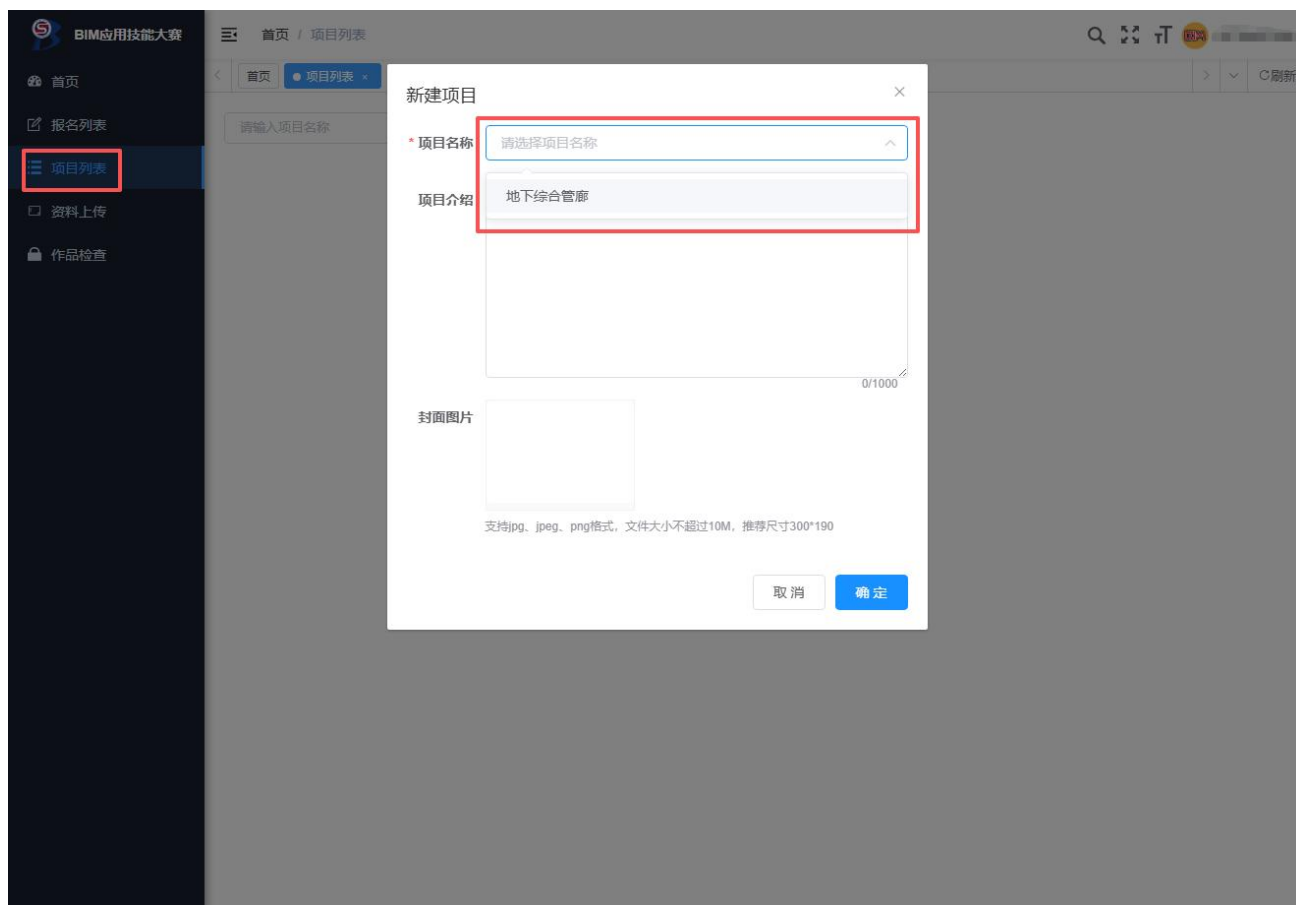 BIM应用技能大赛
首页 / 项目列表
首页
报名列表
项目列表
资料上传
作品检查
首页
项目列表 ×
C刷新
请输入项目名称
新建项目
* 项目名称
请选择项目名称
地下综合管廊
项目介绍
0/1000
封面图片
支持jpg、jpeg、png格式，文件大小不超过10M，推荐尺寸300*190
取 消
确 定